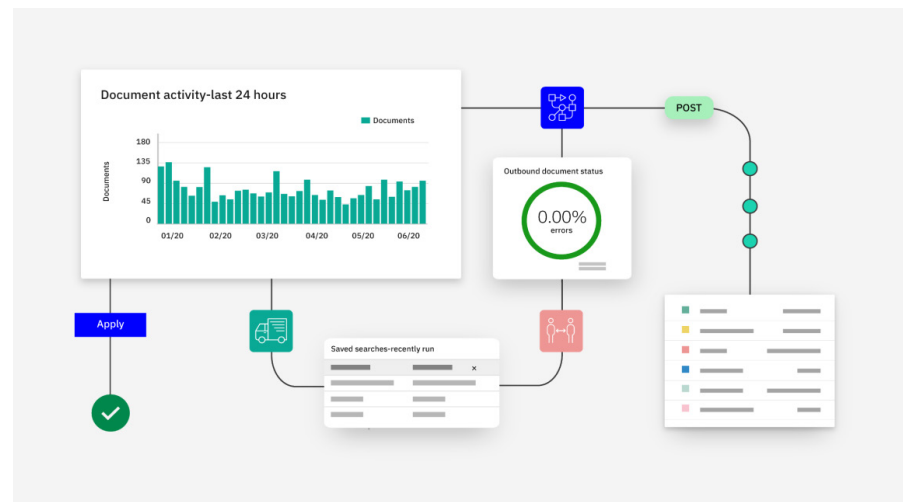 Document activity-last 24 hours
Documents
180
135
90
45
0
Documents
01/20 02/20 03/20 04/20 05/20 06/20
POST
Outbound document status
0.00%
errors
Apply
Saved searches-recently run
x